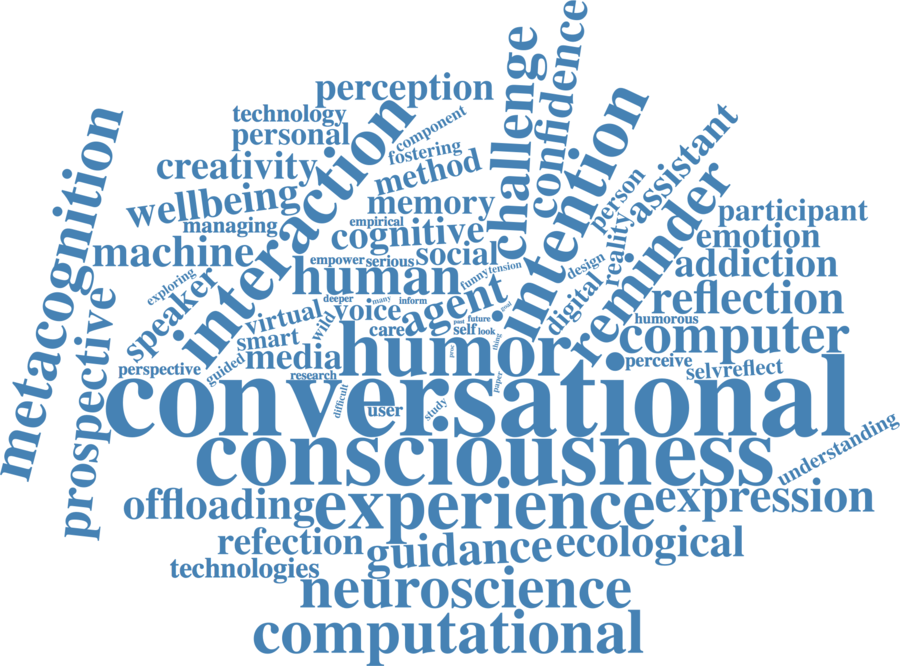 confidence
challenge
perception
intention
metacognition
technology
component
personal
interaction
fostering
assistant
creativity
method
person
reminder
wellbeing
memory
participant
managing
empirical
cognitive
reality
emotion
machine
social
empower
serious
addiction
human
funny
tension
design
exploring
speaker
deeper
many
inform
agent
god
digital
reflection
prospective
virtual
wild
voice
future
humorous
smart
care
self
look
humor
thing
computer
perspective
guided
media
perceive
selvreflect
research
paper
conversational
difficult
user
study
consciousness
understanding
offloading
experience
expression
refection
guidance
ecological
technologies
neuroscience
computational